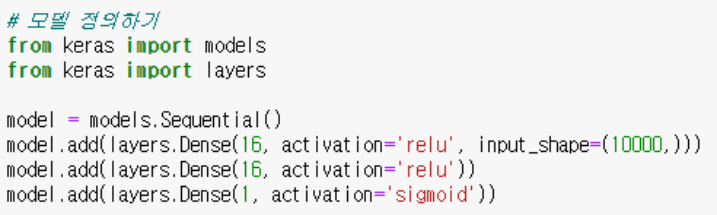 # 모델 정의하기
from keras import models
from keras import layers
model = models.Sequential()
model.add(layers.Dense(16, activation='relu', input_shape=(10000,)))
model.add(layers.Dense(16, activation='relu'))
model.add(layers.Dense(1, activation='sigmoid'))